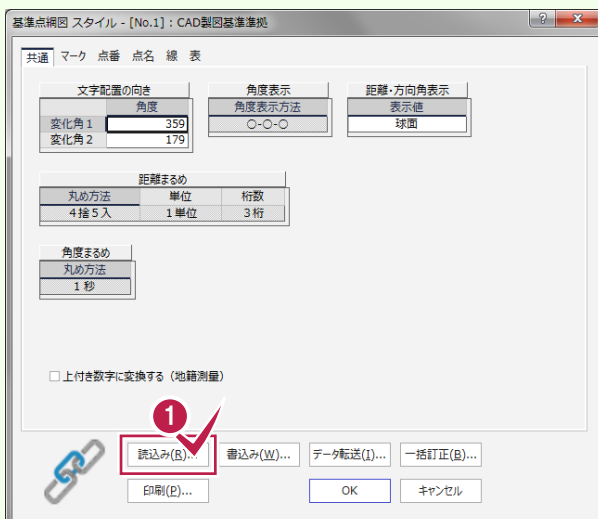 基準点網図 スタイル - [No.1] : CAD製図基準準拠
共通 マーク 点番 点名 線 表
文字配置の向き 角度表示 距離・方向角表示
角度 角度表示方法 表示値
変化角１ 359 ○-○-○ 球面
変化角２ 179
距離まるめ
丸め方法 単位 桁数
４捨５入 １単位 ３桁
角度まるめ
丸め方法
１秒
上付き数字に変換する（地籍測量）
1
読込み(R)... 書込み(W)... データ転送(I)... 一括訂正(B)...
印刷(P)... OK キャンセル